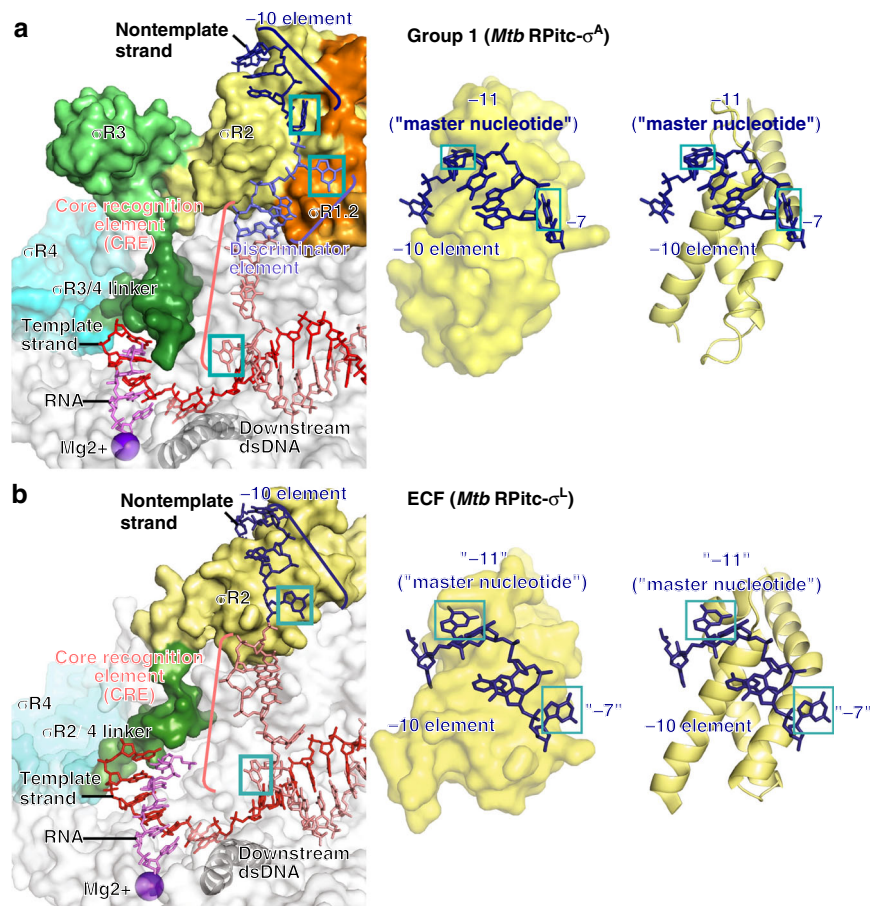 a
Nontemplate
strand
−10 element
σR3
σR2
Core recognition
element
(CRE)
σR1.2
Discriminator
element
σR4
σR3/4 linker
Template
strand
RNA
Mg2+
Downstream
dsDNA
Group 1 (Mtb RPitc-σA)
−11
("master nucleotide")
−7
−10 element
−11
("master nucleotide")
−7
−10 element
b
Nontemplate
strand
−10 element
σR2
Core recognition
element
(CRE)
σR4
σR2 4 linker
Template
strand
RNA
Mg2+
Downstream
dsDNA
ECF (Mtb RPitc-σL)
"−11"
("master nucleotide")
"−7"
−10 element
"−11"
("master nucleotide")
"−7"
−10 element